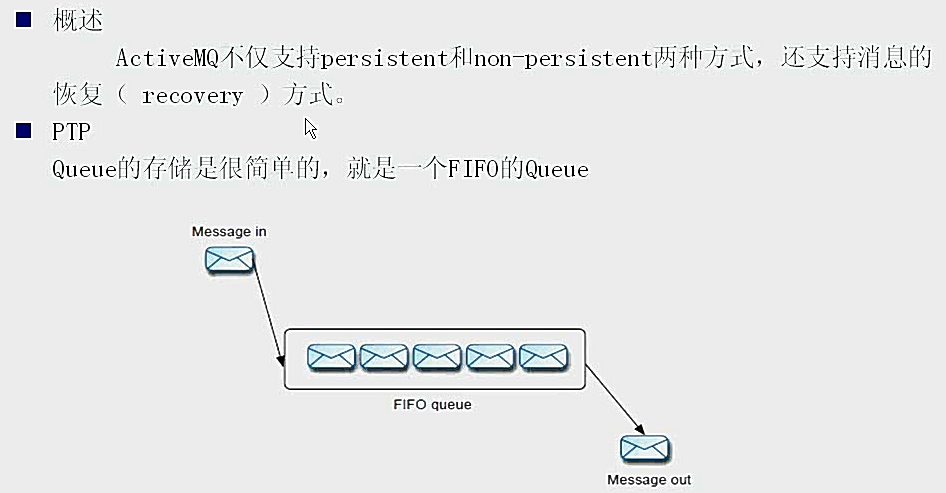 概述
ActiveMQ不仅支持persistent和non-persistent两种方式，还支持消息的
恢复（ recovery ）方式。
PTP
Queue的存储是很简单的，就是一个FIFO的Queue
Message in
FIFO queue
Message out